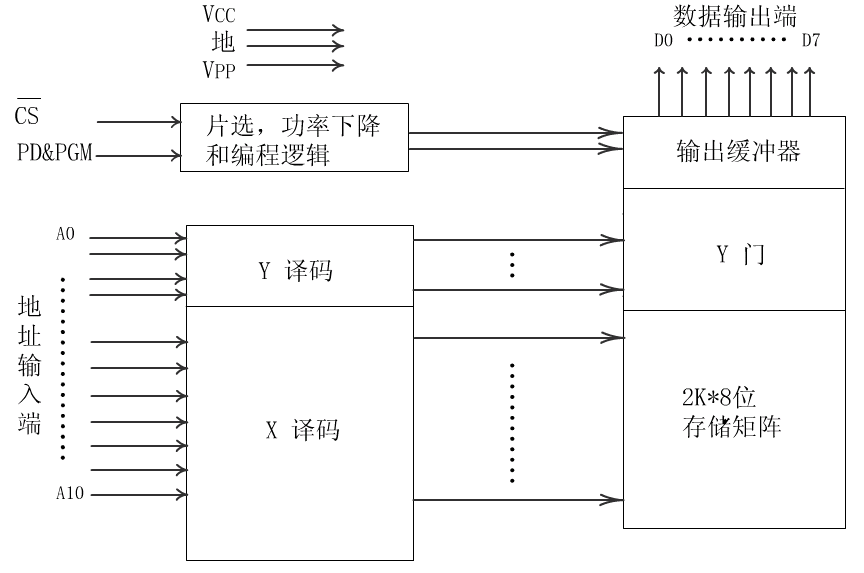 VCC
地
VPP
数据输出端
D0 ·········· D7
CS
PD&PGM
片选，功率下降
和编程逻辑
输出缓冲器
A0
Y 译码
Y 门
地址输入端
X 译码
2K*8位
存储矩阵
A10